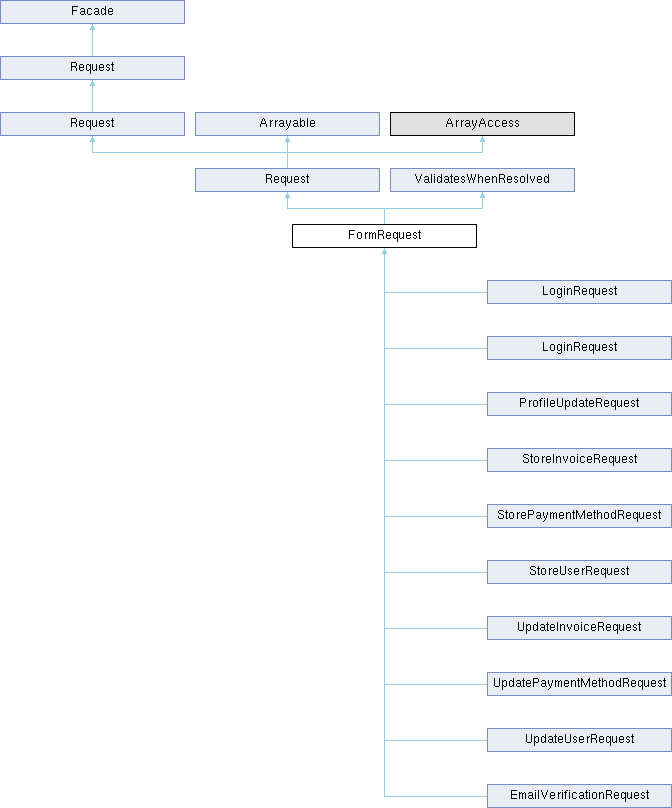 Facade
Request
Request
Arrayable
ArrayAccess
Request
ValidatesWhenResolved
FormRequest
LoginRequest
LoginRequest
ProfileUpdateRequest
StoreInvoiceRequest
StorePaymentMethodRequest
StoreUserRequest
UpdateInvoiceRequest
UpdatePaymentMethodRequest
UpdateUserRequest
EmailVerificationRequest